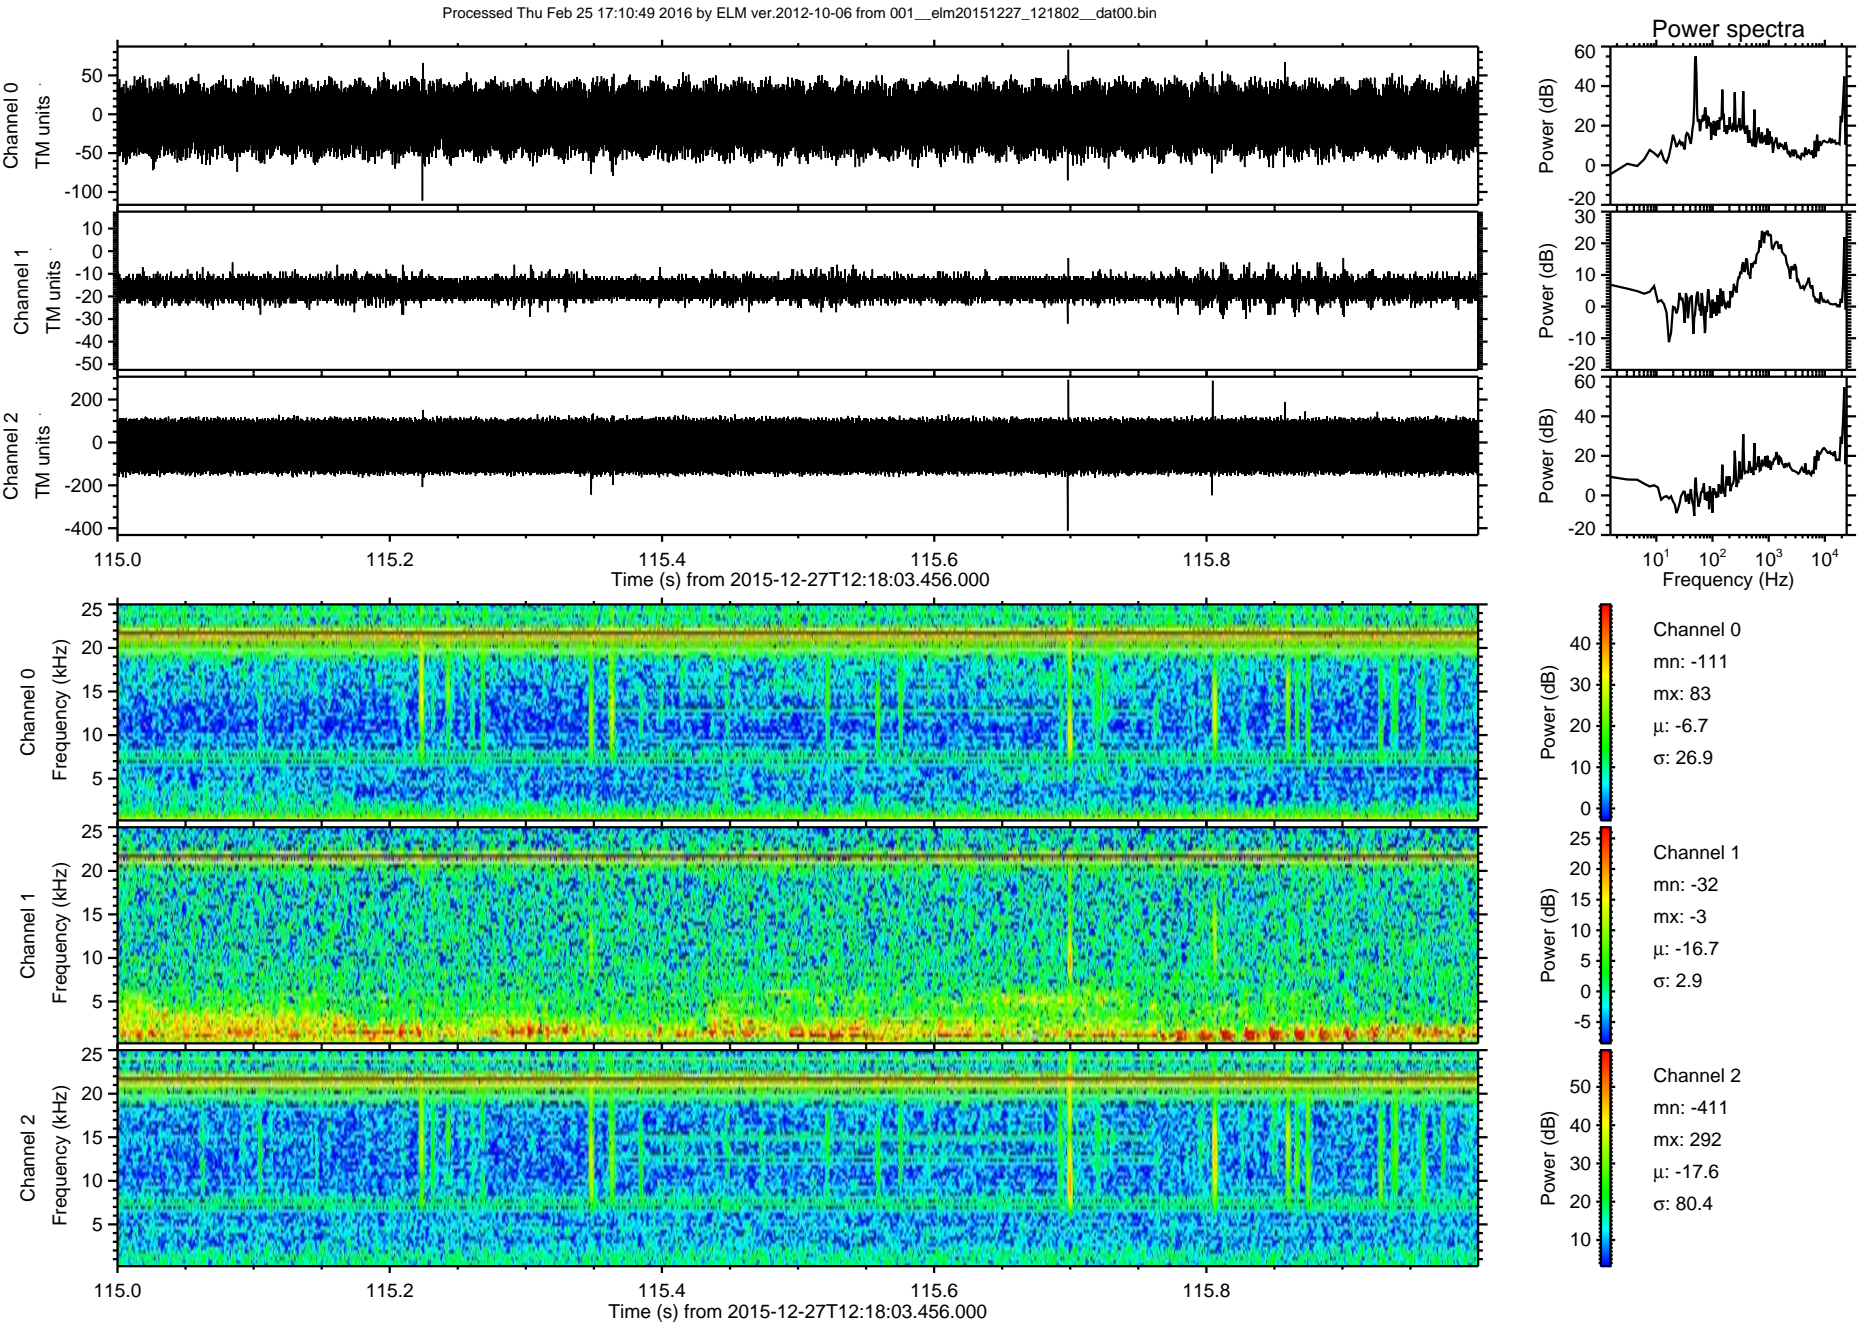 Processed Thu Feb 25 17:10:49 2016 by ELM ver.2012-10-06 from 001__elm20151227_121802__dat00.bin
Power spectra
Channel 0
TM units
50
0
-50
-100
Power (dB)
60
40
20
0
-20
Channel 1
TM units
10
0
-10
-20
-30
-40
-50
Power (dB)
30
20
10
0
-10
-20
Channel 2
TM units
200
0
-200
-400
Power (dB)
60
40
20
0
-20
115.0 115.2 115.4 115.6 115.8
Time (s) from 2015-12-27T12:18:03.456.000
10¹ 10² 10³ 10⁴
Frequency (Hz)
Channel 0
Frequency (kHz)
25
20
15
10
5
Power (dB)
40
30
20
10
0
Channel 0
mn: -111
mx: 83
μ: -6.7
σ: 26.9
Channel 1
Frequency (kHz)
25
20
15
10
5
Power (dB)
25
20
15
10
5
0
-5
Channel 1
mn: -32
mx: -3
μ: -16.7
σ: 2.9
Channel 2
Frequency (kHz)
25
20
15
10
5
Power (dB)
50
40
30
20
10
Channel 2
mn: -411
mx: 292
μ: -17.6
σ: 80.4
115.0 115.2 115.4 115.6 115.8
Time (s) from 2015-12-27T12:18:03.456.000